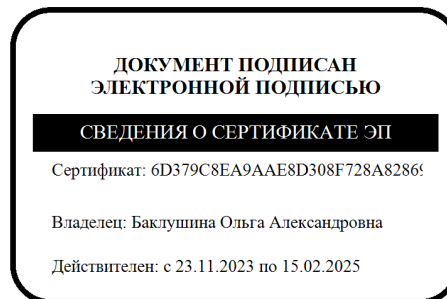 ДОКУМЕНТ ПОДПИСАН
ЭЛЕКТРОННОЙ ПОДПИСЬЮ
СВЕДЕНИЯ О СЕРТИФИКАТЕ ЭП
Сертификат: 6D379C8EA9AAE8D308F728A82869
Владелец: Баклушина Ольга Александровна
Действителен: с 23.11.2023 по 15.02.2025